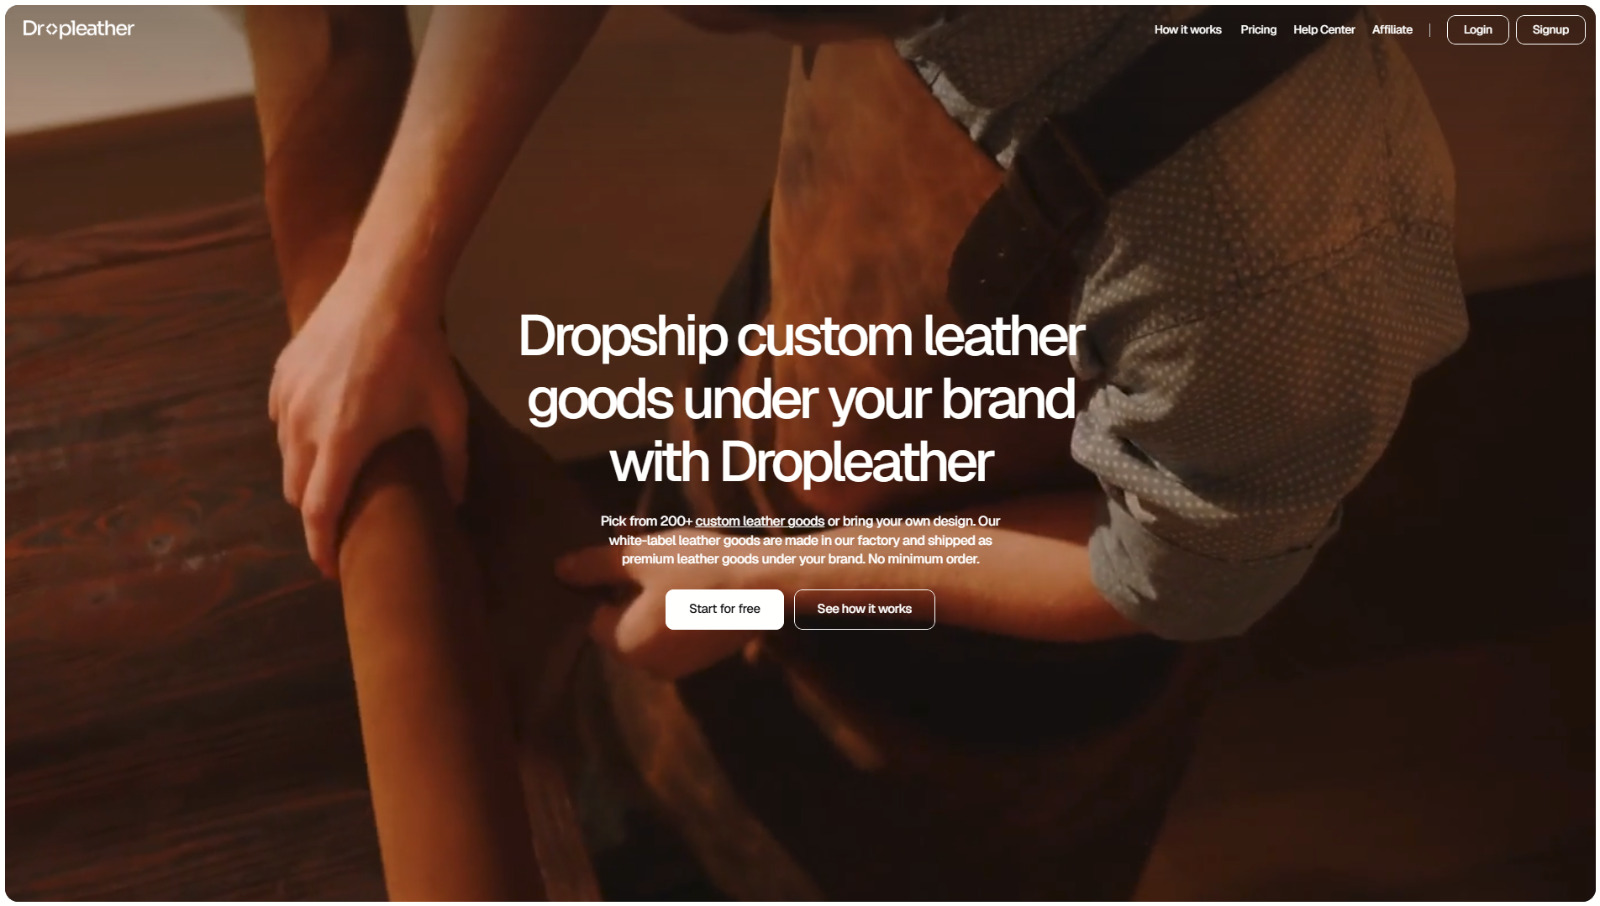 Dropleather
How it works
Pricing
Help Center
Affiliate
Login
Signup
Dropship custom leather
goods under your brand
with Dropleather
Pick from 200+ custom leather goods or bring your own design. Our
white-label leather goods are made in our factory and shipped as
premium leather goods under your brand. No minimum order.
Start for free
See how it works